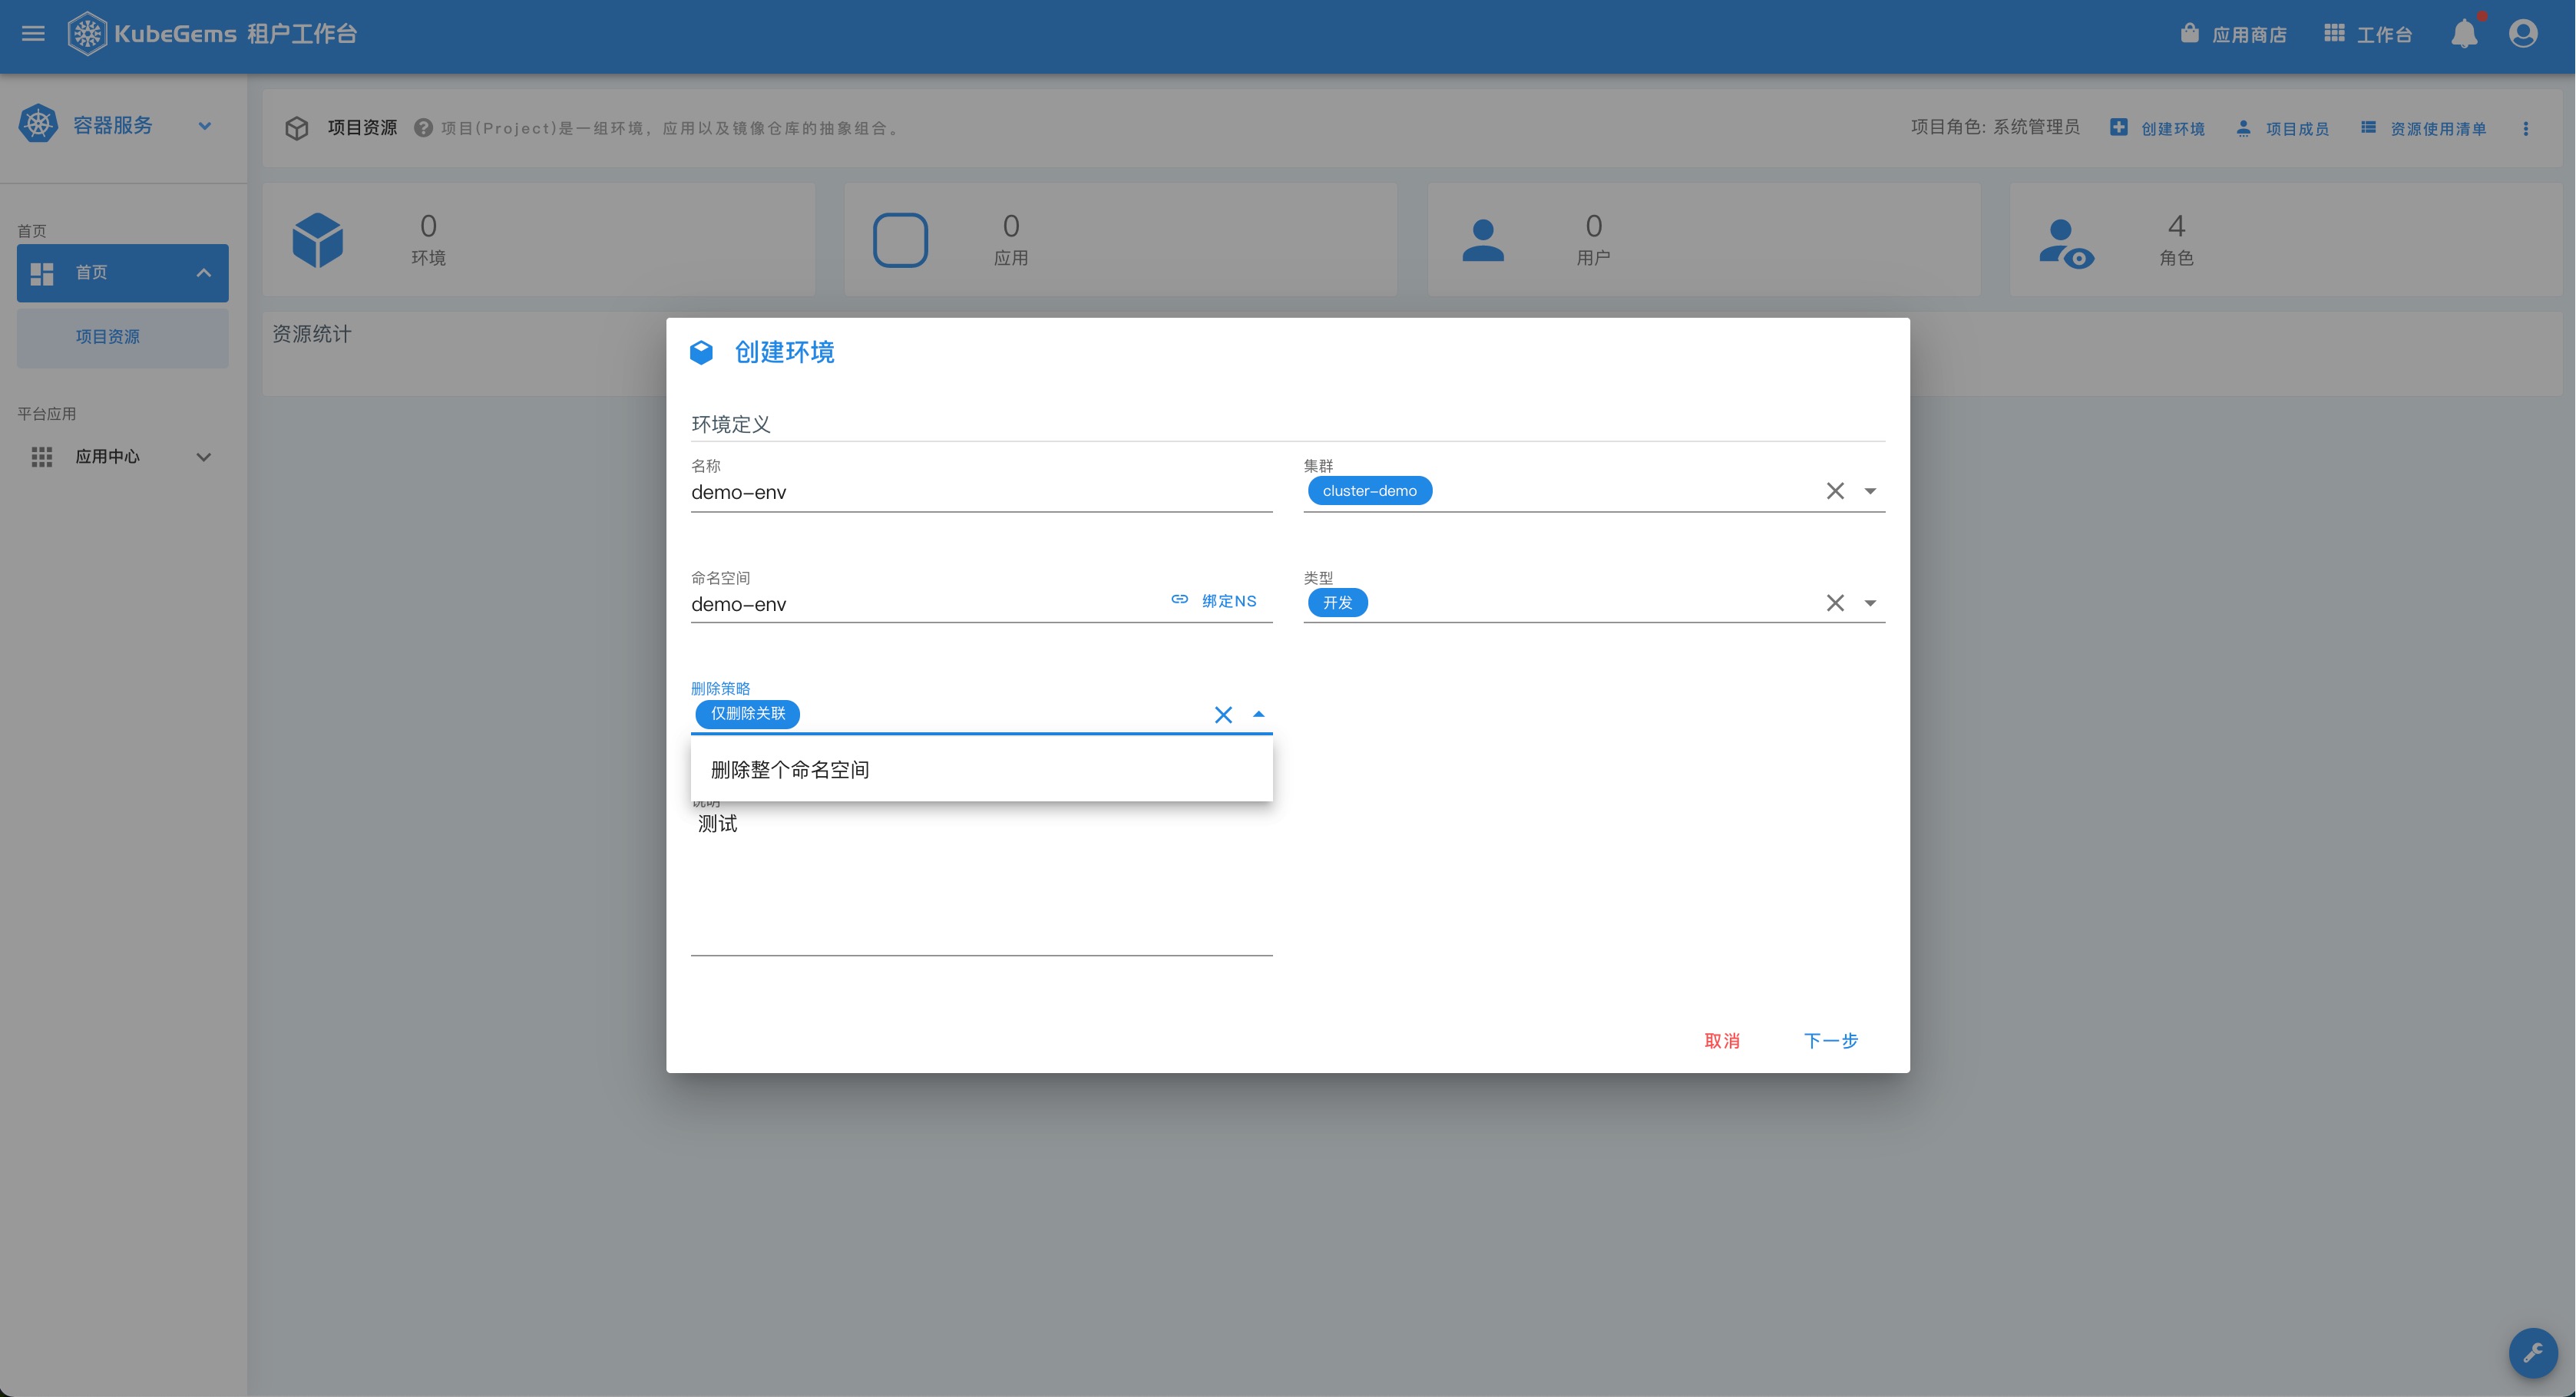 KubeGems 租户工作台
应用商店
工作台
容器服务
项目资源
项目(Project)是一组环境，应用以及镜像仓库的抽象组合。
项目角色: 系统管理员
创建环境
项目成员
资源使用清单
首页
首页
项目资源
平台应用
应用中心
0
环境
0
应用
0
用户
4
角色
资源统计
创建环境
环境定义
名称
demo-env
集群
cluster-demo
命名空间
demo-env
绑定NS
类型
开发
删除策略
仅删除关联
删除整个命名空间
说明
测试
取消
下一步